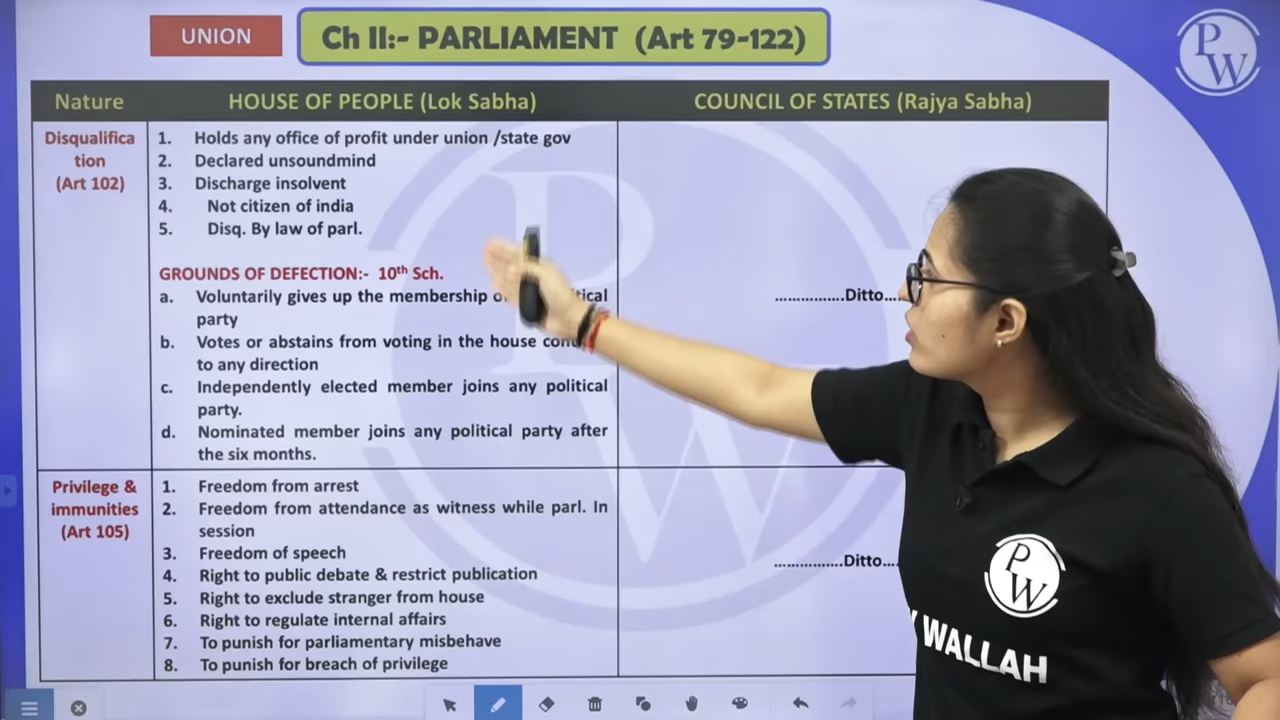 UNION
Ch II:- PARLIAMENT (Art 79-122)
PW
Nature
HOUSE OF PEOPLE (Lok Sabha)
COUNCIL OF STATES (Rajya Sabha)
Disqualifica
tion
(Art 102)
1. Holds any office of profit under union /state gov
2. Declared unsoundmind
3. Discharge insolvent
4. Not citizen of india
5. Disq. By law of parl.
GROUNDS OF DEFECTION:- 10th Sch.
a. Voluntarily gives up the membership
party
b. Votes or abstains from voting in the house
to any direction
c. Independently elected member joins any political
party.
d. Nominated member joins any political party after
the six months.
................Ditto....
Privilege &
immunities
(Art 105)
1. Freedom from arrest
2. Freedom from attendance as witness while parl. In
session
3. Freedom of speech
4. Right to public debate & restrict publication
5. Right to exclude stranger from house
6. Right to regulate internal affairs
7. To punish for parliamentary misbehave
8. To punish for breach of privilege
................Ditto....
PW
WALLAH
PW